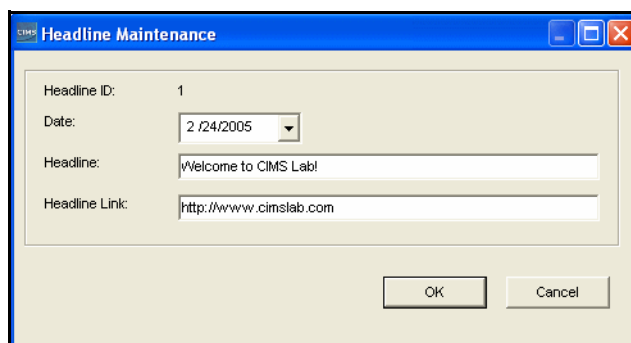 CIMS Headline Maintenance
Headline ID: 1
Date: 2 /24/2005
Headline: Welcome to CIMS Lab!
Headline Link: http://www.cimslab.com
OK Cancel